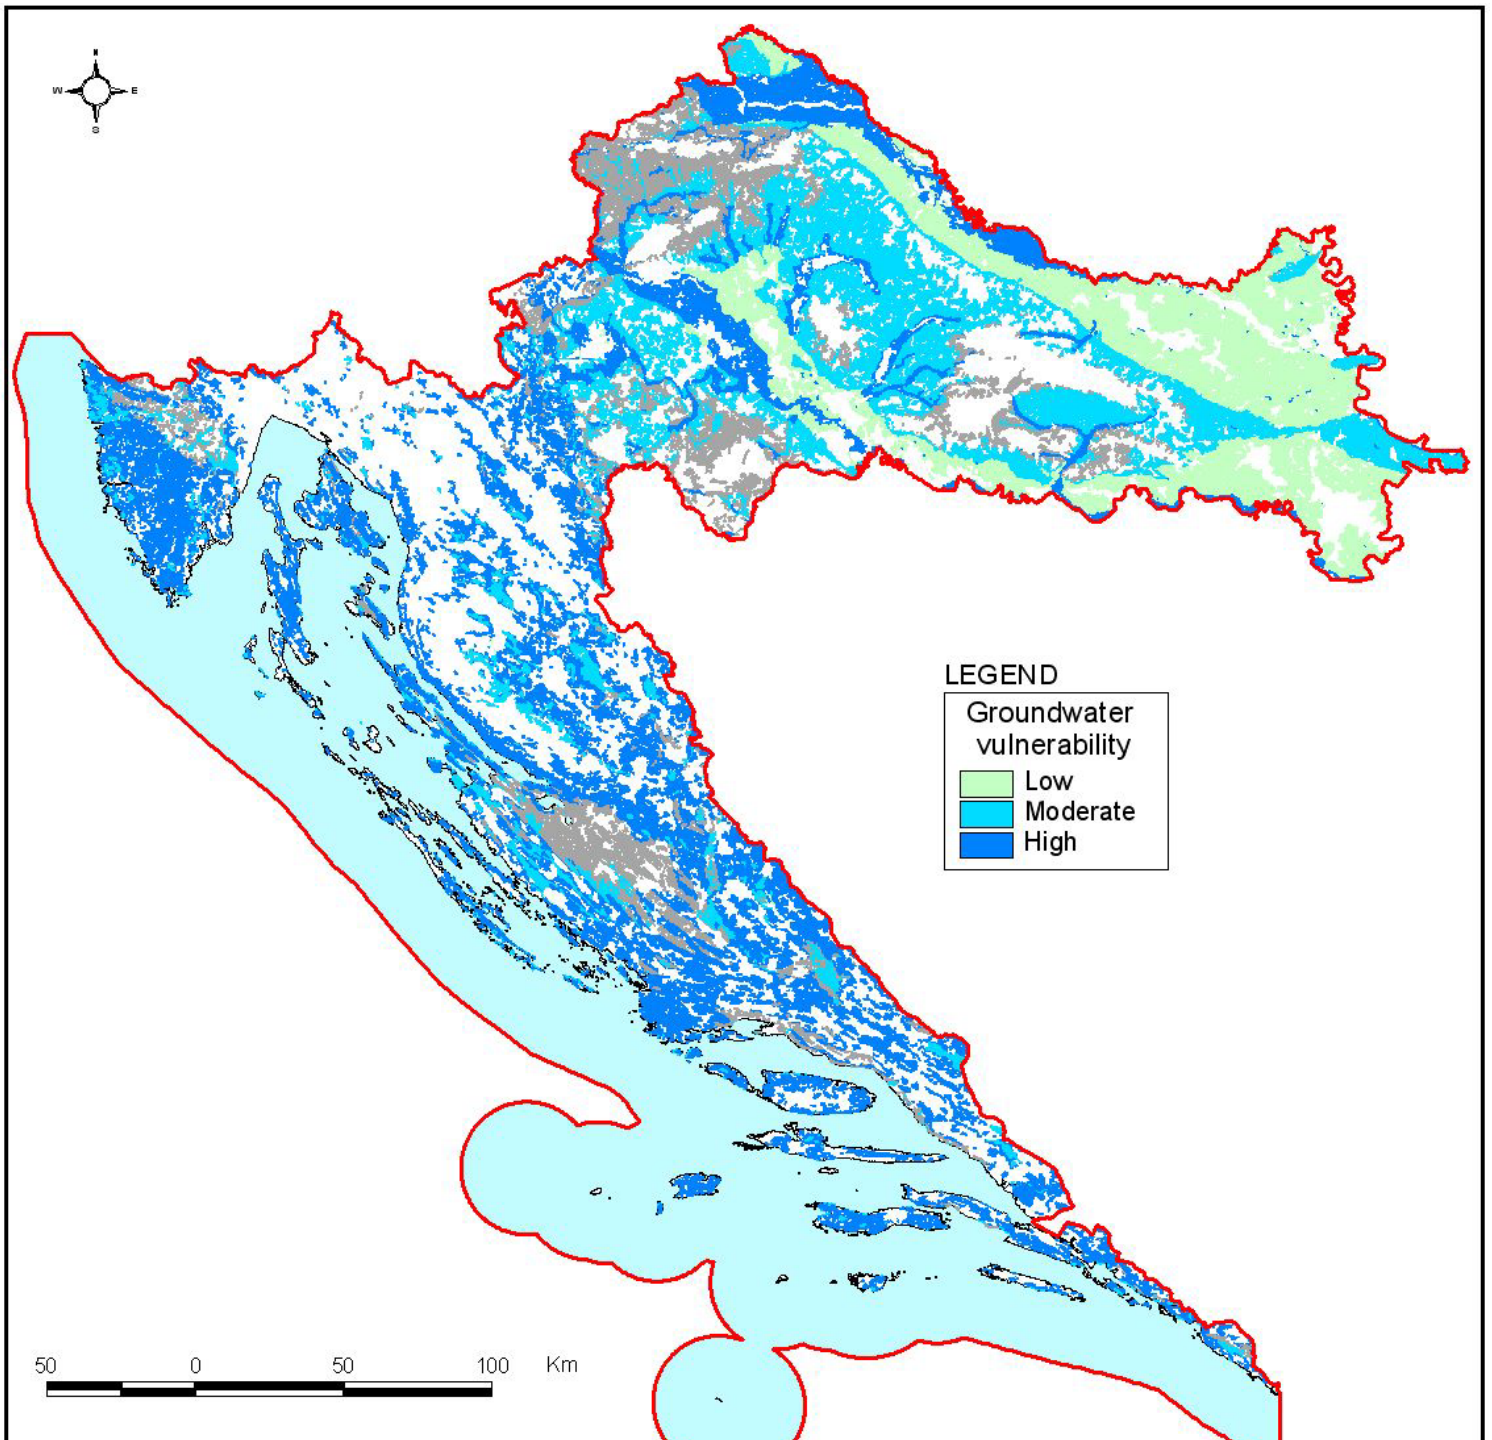 N
W E
S
LEGEND
Groundwater
vulnerability
Low
Moderate
High
50 0 50 100 Km